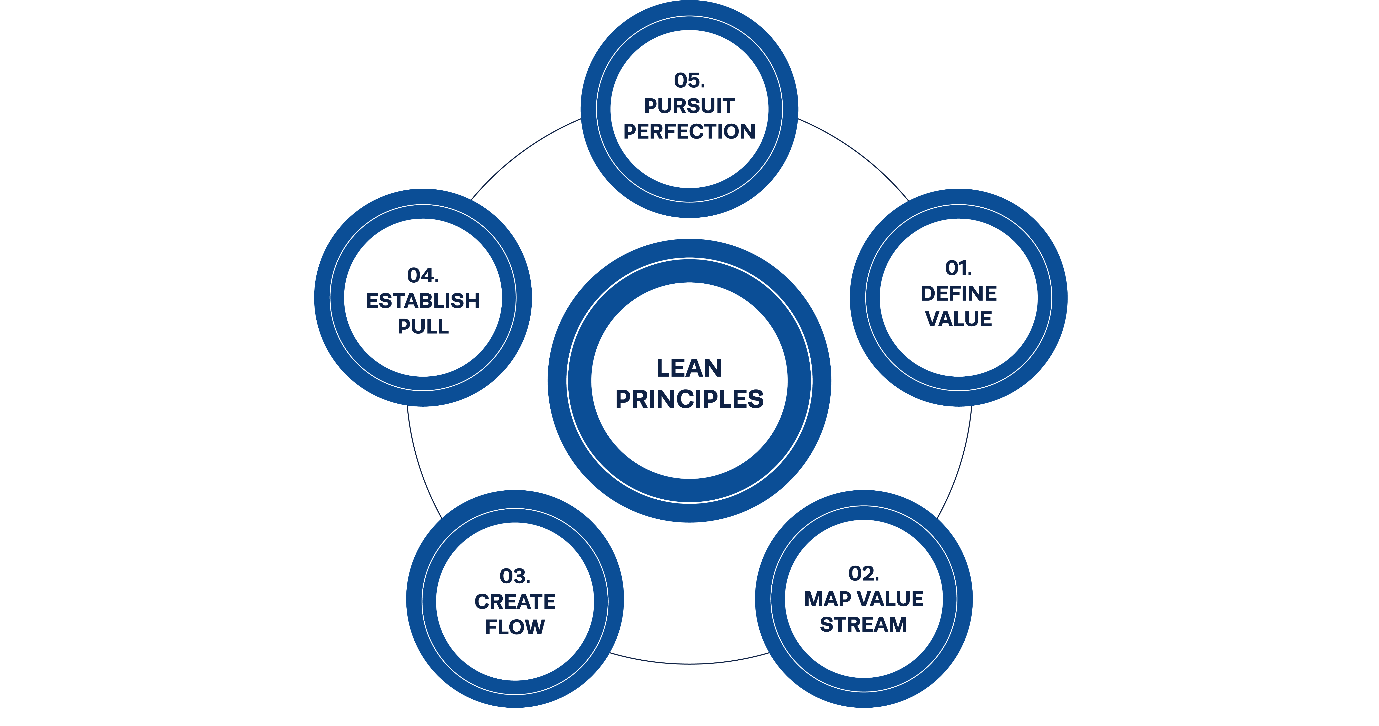 05.
PURSUIT
PERFECTION
04.
ESTABLISH
PULL
01.
DEFINE
VALUE
LEAN
PRINCIPLES
03.
CREATE
FLOW
02.
MAP VALUE
STREAM